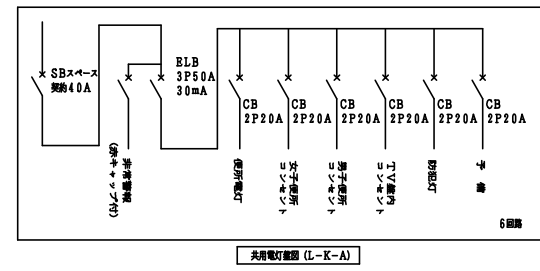 SBスペース
契約40A
ELB
3P50A
30mA
CB
2P20A
CB
2P20A
CB
2P20A
CB
2P20A
CB
2P20A
CB
2P20A
非常警報
(赤キャップ付)
便所電灯
女子便所
コンセント
男子便所
コンセント
TV組内
コンセント
防犯灯
予備
6回路
共用電灯盤図 (L-K-A)